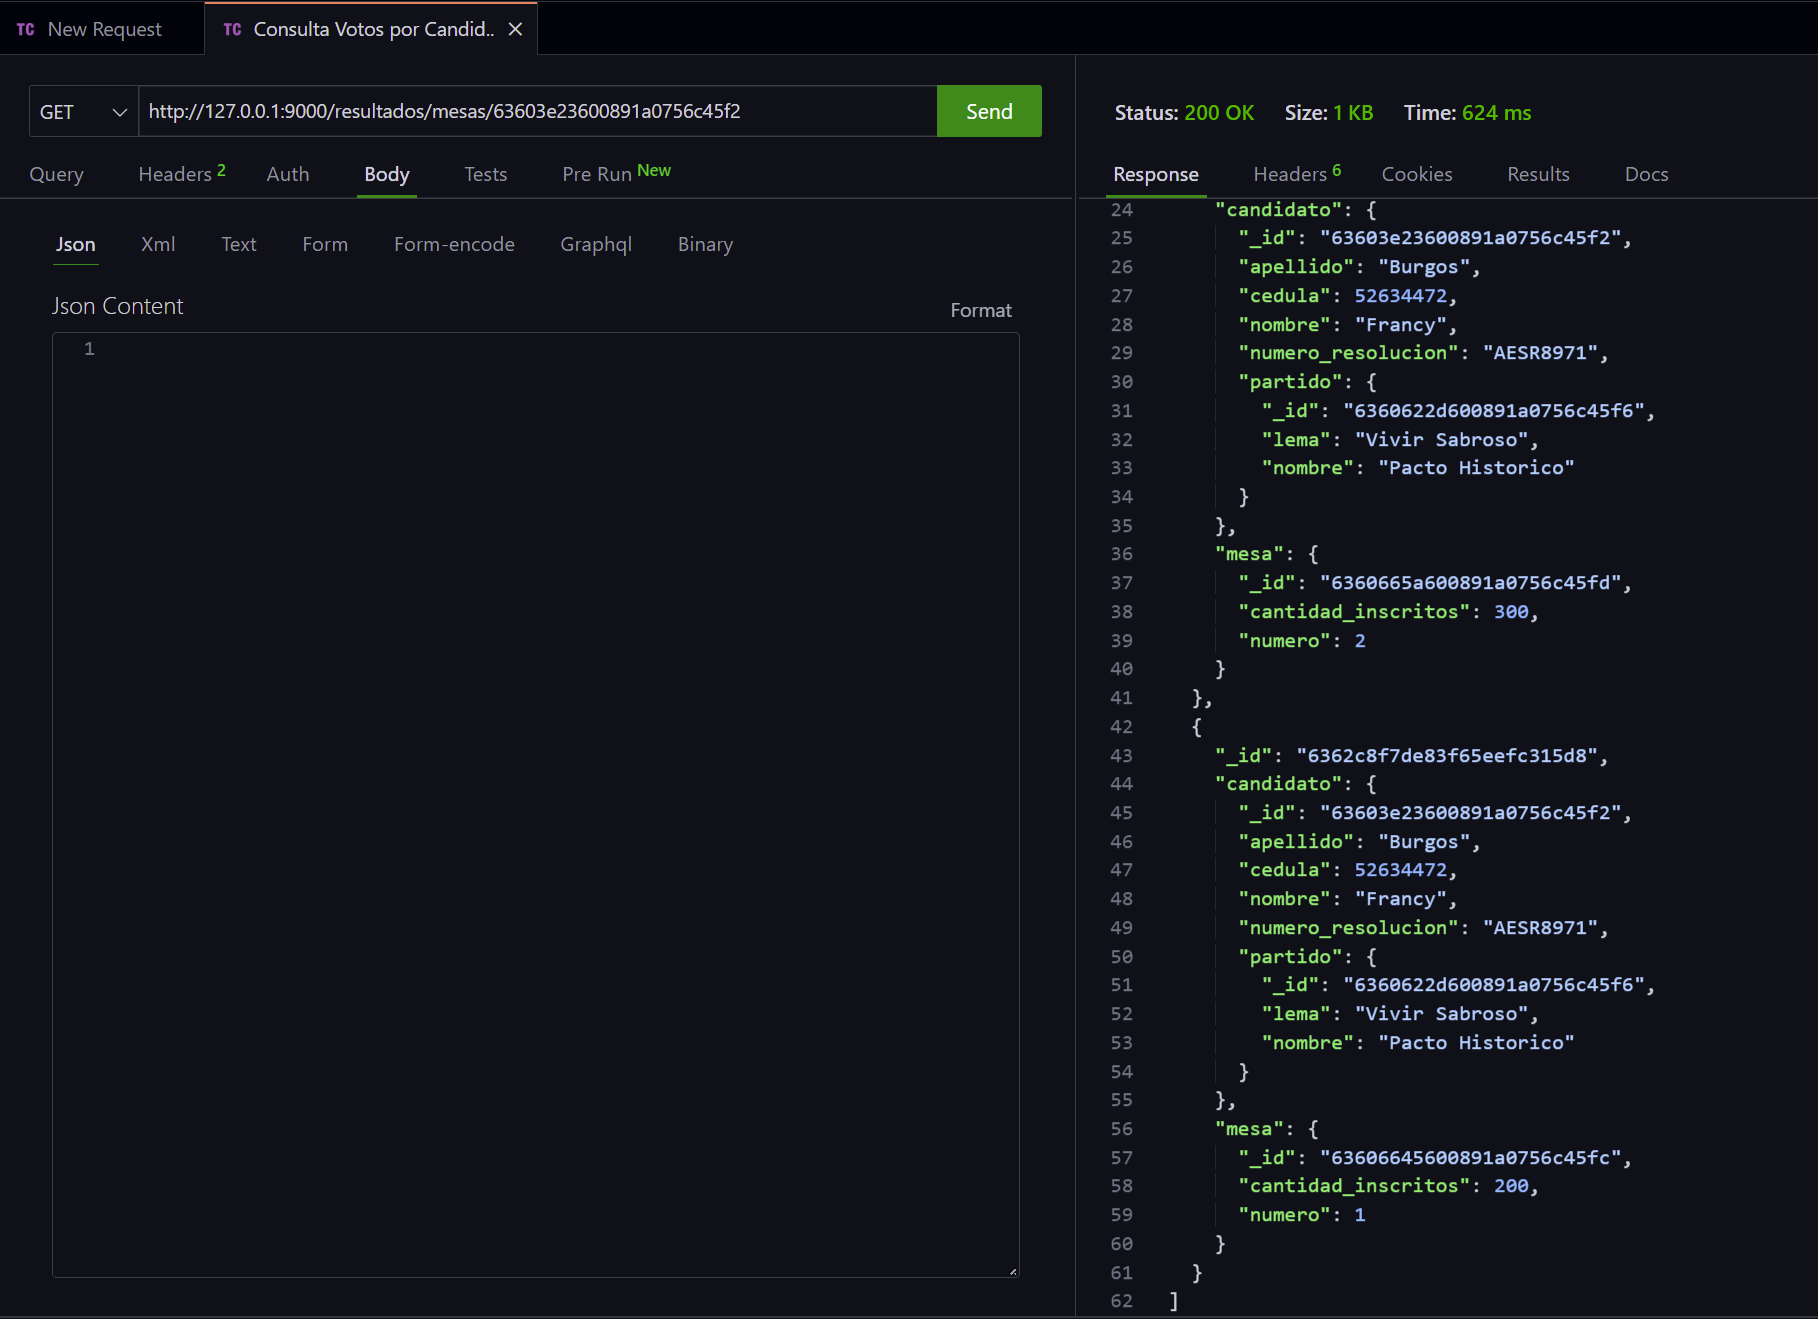 TC New Request TC Consulta Votos por Candid..
GET http://127.0.0.1:9000/resultados/mesas/63603e23600891a0756c45f2 Send
Query Headers 2 Auth Body Tests Pre Run New
Json Xml Text Form Form-encode Graphql Binary
Json Content Format
1
Status: 200 OK Size: 1 KB Time: 624 ms
Response Headers 6 Cookies Results Docs
24 "candidato": {
25 "_id": "63603e23600891a0756c45f2",
26 "apellido": "Burgos",
27 "cedula": 52634472,
28 "nombre": "Francy",
29 "numero_resolucion": "AESR8971",
30 "partido": {
31 "_id": "6360622d600891a0756c45f6",
32 "lema": "Vivir Sabroso",
33 "nombre": "Pacto Historico"
34 }
35 },
36 "mesa": {
37 "_id": "6360665a600891a0756c45fd",
38 "cantidad_inscritos": 300,
39 "numero": 2
40 }
41 },
42 {
43 "_id": "6362c8f7de83f65eefc315d8",
44 "candidato": {
45 "_id": "63603e23600891a0756c45f2",
46 "apellido": "Burgos",
47 "cedula": 52634472,
48 "nombre": "Francy",
49 "numero_resolucion": "AESR8971",
50 "partido": {
51 "_id": "6360622d600891a0756c45f6",
52 "lema": "Vivir Sabroso",
53 "nombre": "Pacto Historico"
54 }
55 },
56 "mesa": {
57 "_id": "63606645600891a0756c45fc",
58 "cantidad_inscritos": 200,
59 "numero": 1
60 }
61 }
62 ]